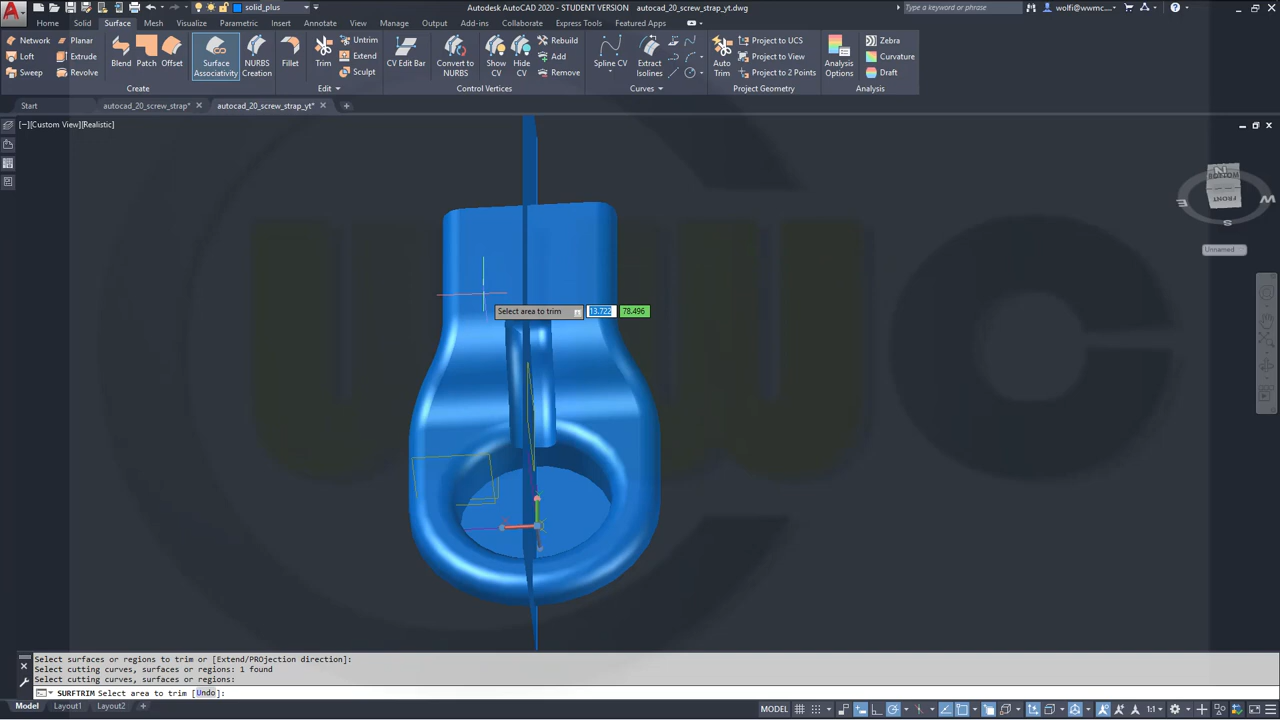 solid_plus
Autodesk AutoCAD 2020 - STUDENT VERSION autocad_20_screw_strap_yt.dwg
Type a keyword or phrase
wolfi@wwmc...
Home Solid Surface Mesh Visualize Parametric Insert Annotate View Manage Output Add-ins Collaborate Express Tools Featured Apps
Network Planar
Loft Extrude
Sweep Revolve
Blend Patch Offset
Surface
Associativity
NURBS
Creation
Fillet
Trim
Untrim
Extend
Sculpt
CV Edit Bar
Convert to
NURBS
Show
CV
Hide
CV
Rebuild
Add
Remove
Spline CV
Extract
Isolines
Auto
Trim
Project to UCS
Project to View
Project to 2 Points
Analysis
Options
Zebra
Curvature
Draft
Create Edit Control Vertices Curves Project Geometry Analysis
Start autocad_20_screw_strap* autocad_20_screw_strap_yt*
[−][Custom View][Realistic]
BOTTOM
FRONT
E
W
S
Unnamed
Select area to trim 13.722 78.496
Select surfaces or regions to trim or [Extend/PROjection direction]:
Select cutting curves, surfaces or regions: 1 found
Select cutting curves, surfaces or regions:
SURFTRIM Select area to trim [Undo]:
Model Layout1 Layout2
MODEL
1:1